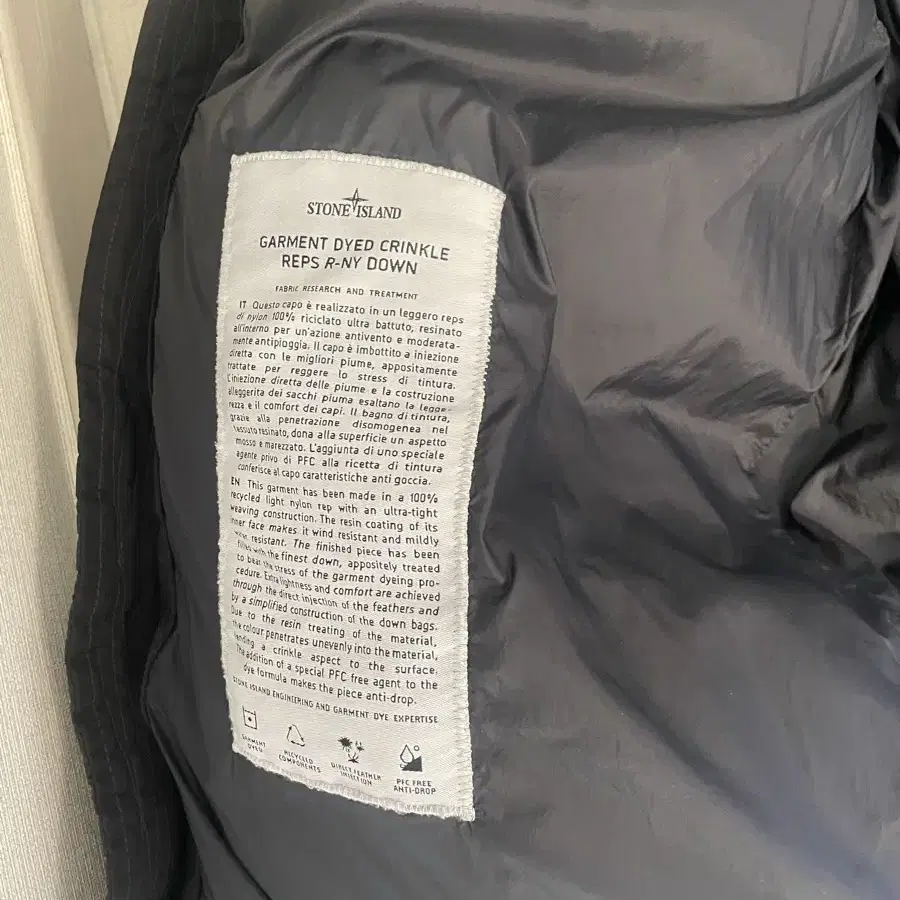 STONE ISLAND
GARMENT DYED CRINKLE
REPS R-NY DOWN
FABRIC RESEARCH AND TREATMENT
IT Questo capo è realizzato in un leggero reps
di nylon 100% riciclato ultra battuto, resinato
all'interno per un'azione antivento e moderata-
mente antipioggia. Il capo è imbottito a iniezione
diretta con le migliori piume, appositamente
trattate per reggere lo stress di tintura.
L'iniezione diretta delle piume e la costruzione
alleggerita dei sacchi piuma esaltano la legge-
rezza e il comfort dei capi. Il bagno di tintura,
grazie alla penetrazione disomogenea nel
tessuto resinato, dona alla superficie un aspetto
mosso e marezzato. L'aggiunta di uno speciale
agente privo di PFC alla ricetta di tintura
conferisce al capo caratteristiche anti goccia.
EN This garment has been made in a 100%
recycled light nylon rep with an ultra-tight
weaving construction. The resin coating of its
inner face makes it wind resistant and mildly
water resistant. The finished piece has been
filled with the finest down, appositely treated
to bear the stress of the garment dyeing pro-
cedure. Extra lightness and comfort are achieved
through the direct injection of the feathers and
by a simplified construction of the down bags.
Due to the resin treating of the material,
the colour penetrates unevenly into the material,
lending a crinkle aspect to the surface.
The addition of a special PFC free agent to the
dye formula makes the piece anti-drop.
STONE ISLAND ENGINEERING AND GARMENT DYE EXPERTISE
GARMENT
DYED
RECYCLED
COMPONENTS
DIRECT FEATHER
INJECTION
PFC FREE
ANTI-DROP